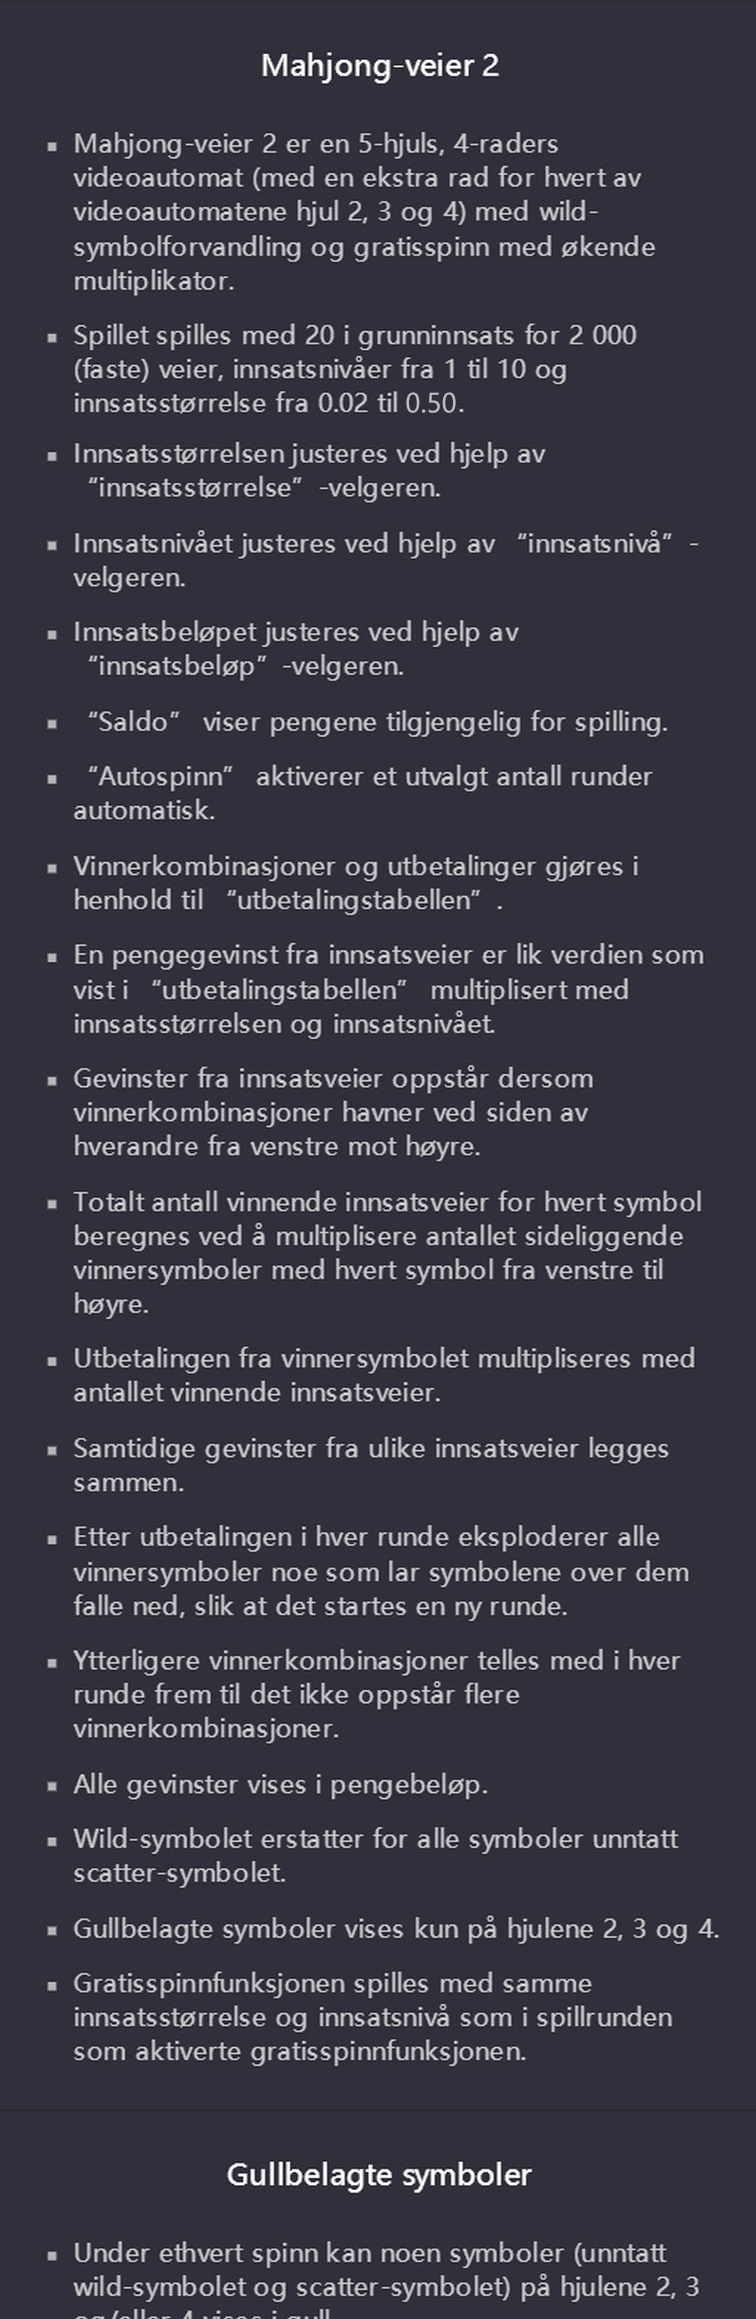 Mahjong-veier 2
▪ Mahjong-veier 2 er en 5-hjuls, 4-raders
videoautomat (med en ekstra rad for hvert av
videoautomatene hjul 2, 3 og 4) med wild-
symbolforvandling og gratisspinn med økende
multiplikator.
▪ Spillet spilles med 20 i grunninnsats for 2 000
(faste) veier, innsatsnivåer fra 1 til 10 og
innsatsstørrelse fra 0.02 til 0.50.
▪ Innsatsstørrelsen justeres ved hjelp av
“innsatsstørrelse” -velgeren.
▪ Innsatsnivået justeres ved hjelp av “innsatsnivå” -
velgeren.
▪ Innsatsbeløpet justeres ved hjelp av
“innsatsbeløp” -velgeren.
▪ “Saldo” viser pengene tilgjengelig for spilling.
▪ “Autospinn” aktiverer et utvalgt antall runder
automatisk.
▪ Vinnerkombinasjoner og utbetalinger gjøres i
henhold til “utbetalingstabellen” .
▪ En pengegevinst fra innsatsveier er lik verdien som
vist i “utbetalingstabellen” multiplisert med
innsatsstørrelsen og innsatsnivået.
▪ Gevinster fra innsatsveier oppstår dersom
vinnerkombinasjoner havner ved siden av
hverandre fra venstre mot høyre.
▪ Totalt antall vinnende innsatsveier for hvert symbol
beregnes ved å multiplisere antallet sideliggende
vinnersymboler med hvert symbol fra venstre til
høyre.
▪ Utbetalingen fra vinnersymbolet multipliseres med
antallet vinnende innsatsveier.
▪ Samtidige gevinster fra ulike innsatsveier legges
sammen.
▪ Etter utbetalingen i hver runde eksploderer alle
vinnersymboler noe som lar symbolene over dem
falle ned, slik at det startes en ny runde.
▪ Ytterligere vinnerkombinasjoner telles med i hver
runde frem til det ikke oppstår flere
vinnerkombinasjoner.
▪ Alle gevinster vises i pengebeløp.
▪ Wild-symbolet erstatter for alle symboler unntatt
scatter-symbolet.
▪ Gullbelagte symboler vises kun på hjulene 2, 3 og 4.
▪ Gratisspinnfunksjonen spilles med samme
innsatsstørrelse og innsatsnivå som i spillrunden
som aktiverte gratisspinnfunksjonen.
Gullbelagte symboler
▪ Under ethvert spinn kan noen symboler (unntatt
wild-symbolet og scatter-symbolet) på hjulene 2, 3